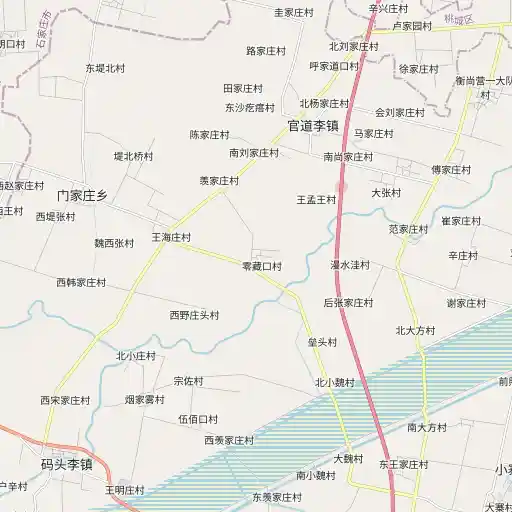 圭家庄村
辛兴庄村
桃城区
石家庄市
卢家园村
路家庄村
北刘家庄村
呼家道口村
徐家庄村
东堤北村
衡尚营一大队
村
田家庄村
东沙疙瘩村
北杨家庄村
会刘家庄村
官道李镇
陈家庄村
马家庄村
堤北桥村
南刘家庄村
南尚家庄村
傅家庄村
羡家庄村
赵家庄村
门家庄乡
大张村
王孟王村
西堤张村
崔家庄村
范家庄村
王海庄村
魏西张村
辛庄村
零藏口村
漫水洼村
西韩家庄村
后张家庄村
谢家庄村
西野庄头村
北大方村
垒头村
北小庄村
宗佐村
北小魏村
西宋家庄村
烟家雾村
伍佰口村
南大方村
西羡家庄村
码头李镇
大魏村
东王家庄村
南小魏村
户辛村
王明庄村
东羡家庄村
大寨村